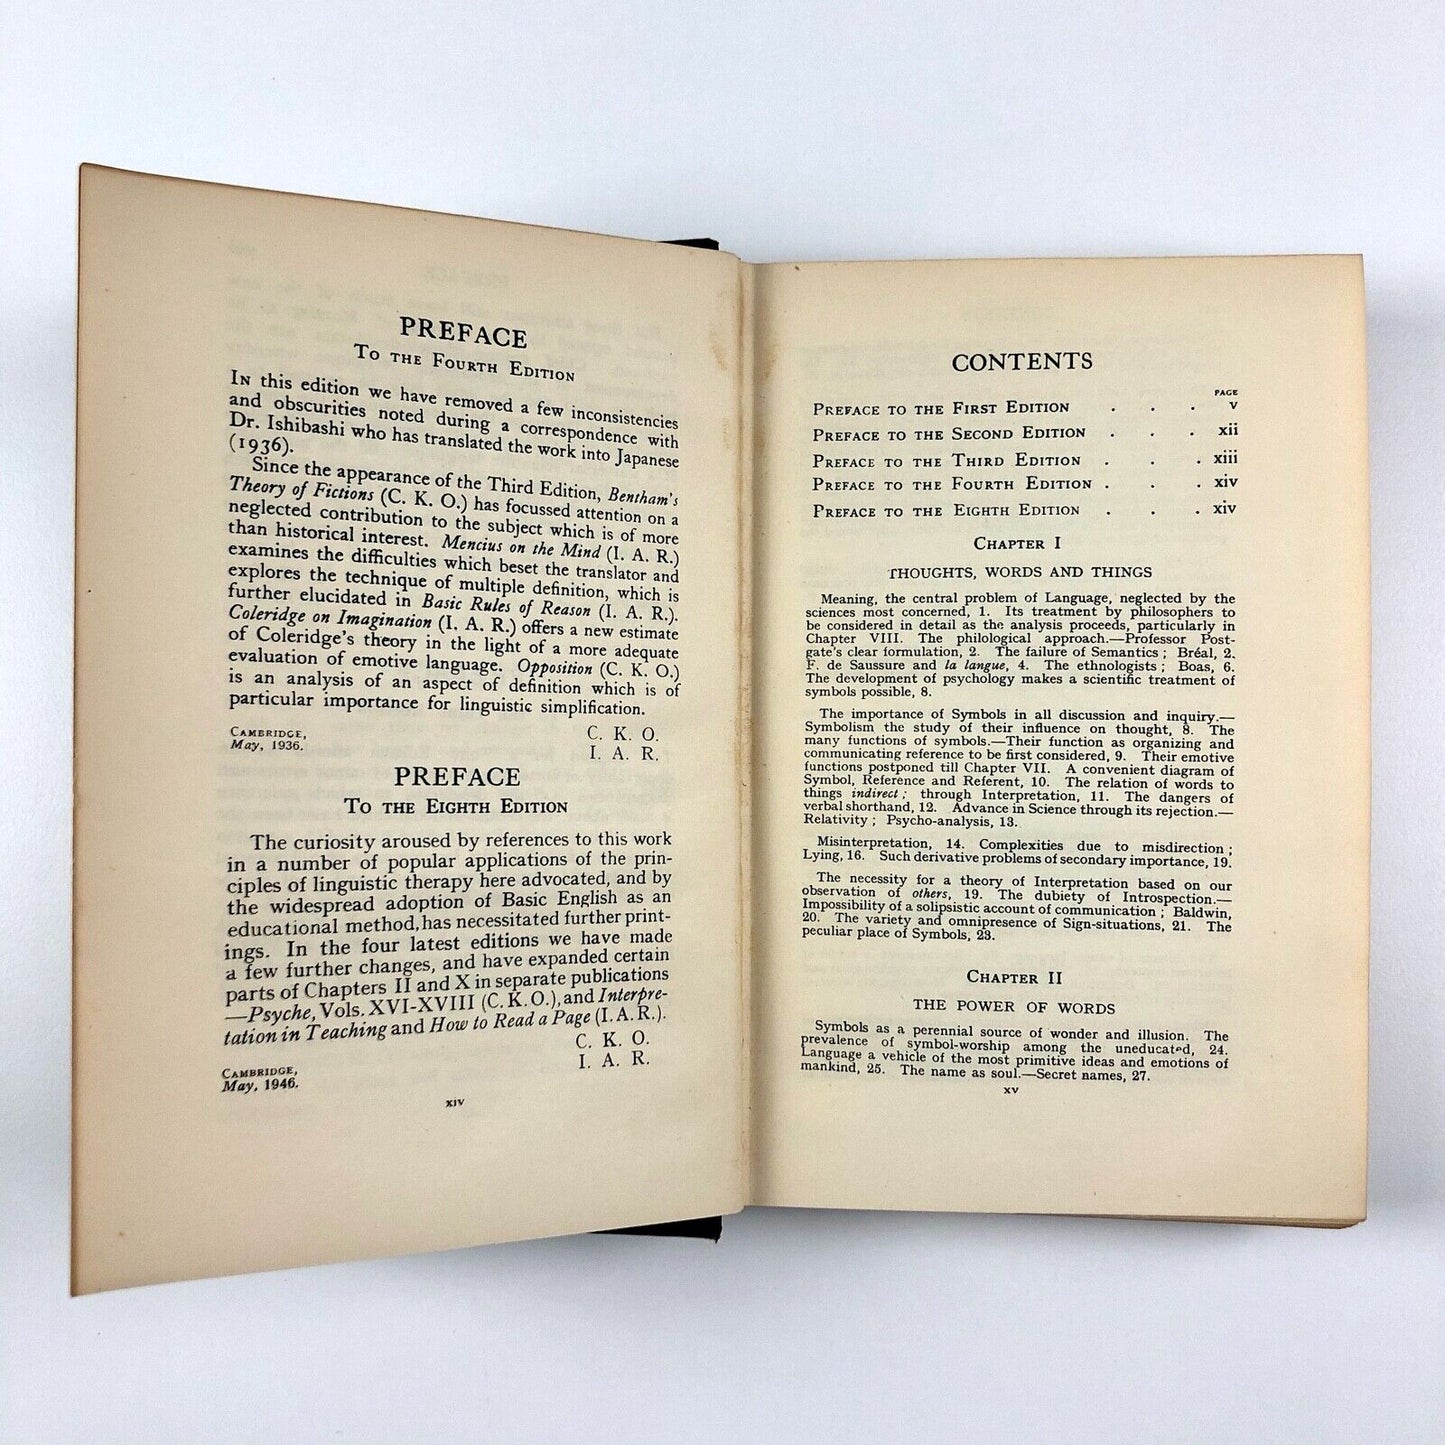 PREFACE
To the Fourth Edition
In this edition we have removed a few inconsistencies
and obscurities noted during a correspondence with
Dr. Ishibashi who has translated the work into Japanese
(1936).
Since the appearance of the Third Edition, Bentham's
Theory of Fictions (C. K. O.) has focussed attention on a
neglected contribution to the subject which is of more
than historical interest. Mencius on the Mind (I. A. R.)
examines the difficulties which beset the translator and
explores the technique of multiple definition, which is
further elucidated in Basic Rules of Reason (I. A. R.).
Coleridge on Imagination (I. A. R.) offers a new estimate
of Coleridge's theory in the light of a more adequate
evaluation of emotive language. Opposition (C. K. O.)
is an analysis of an aspect of definition which is of
particular importance for linguistic simplification.
C. K. O.
I. A. R.
Cambridge,
May, 1936.
PREFACE
To the Eighth Edition
The curiosity aroused by references to this work
in a number of popular applications of the prin-
ciples of linguistic therapy here advocated, and by
the widespread adoption of Basic English as an
educational method, has necessitated further print-
ings. In the four latest editions we have made
a few further changes, and have expanded certain
parts of Chapters II and X in separate publications
—Psyche, Vols. XVI-XVIII (C.K.O.), and Interpre-
tation in Teaching and How to Read a Page (I.A.R.).
C. K. O.
I. A. R.
Cambridge,
May, 1946.
xiv
CONTENTS
PAGE
Preface to the First Edition . . . v
Preface to the Second Edition . . . xii
Preface to the Third Edition . . . xiii
Preface to the Fourth Edition . . . xiv
Preface to the Eighth Edition . . . xiv
Chapter I
THOUGHTS, WORDS AND THINGS
Meaning, the central problem of Language, neglected by the
sciences most concerned, 1. Its treatment by philosophers to
be considered in detail as the analysis proceeds, particularly in
Chapter VIII. The philological approach.—Professor Post-
gate's clear formulation, 2. The failure of Semantics ; Bréal, 2.
F. de Saussure and la langue, 4. The ethnologists ; Boas, 6.
The development of psychology makes a scientific treatment of
symbols possible, 8.
The importance of Symbols in all discussion and inquiry.—
Symbolism the study of their influence on thought, 8. The
many functions of symbols.—Their function as organizing and
communicating reference to be first considered, 9. Their emotive
functions postponed till Chapter VII. A convenient diagram of
Symbol, Reference and Referent, 10. The relation of words to
things indirect ; through Interpretation, 11. The dangers of
verbal shorthand, 12. Advance in Science through its rejection.—
Relativity ; Psycho-analysis, 13.
Misinterpretation, 14. Complexities due to misdirection ;
Lying, 16. Such derivative problems of secondary importance, 19.
The necessity for a theory of Interpretation based on our
observation of others, 19. The dubiety of Introspection.—
Impossibility of a solipsistic account of communication ; Baldwin,
20. The variety and omnipresence of Sign-situations, 21. The
peculiar place of Symbols, 23.
Chapter II
THE POWER OF WORDS
Symbols as a perennial source of wonder and illusion. The
prevalence of symbol-worship among the uneducated, 24.
Language a vehicle of the most primitive ideas and emotions of
mankind, 25. The name as soul.—Secret names, 27.
xv